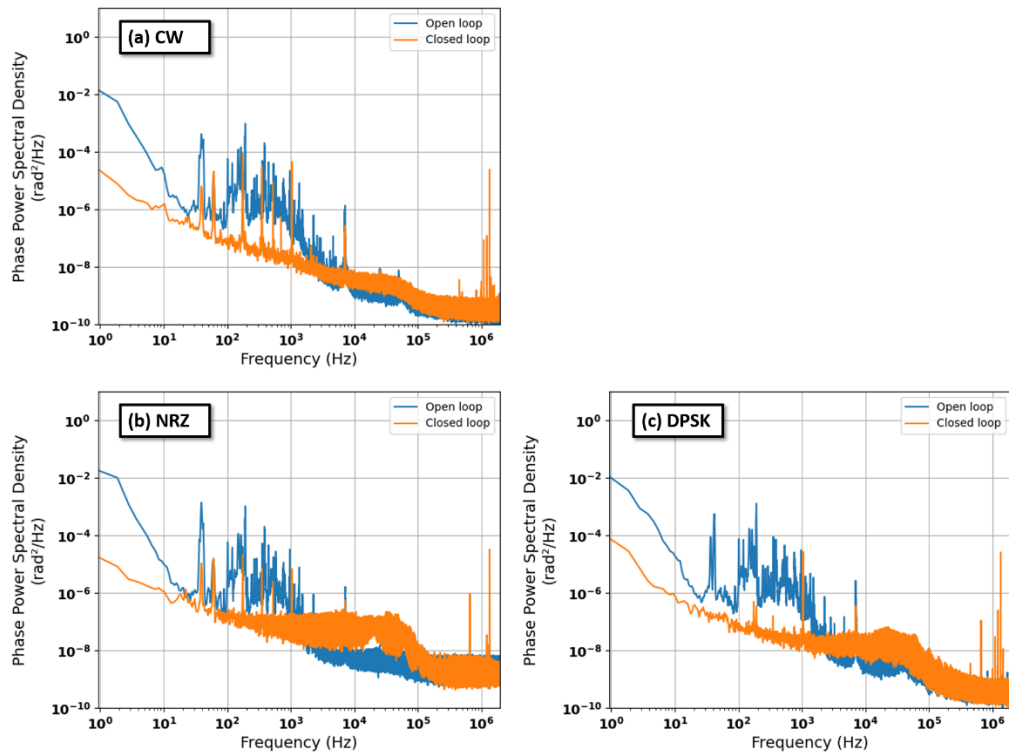 (a) CW
Open loop
Closed loop
Phase Power Spectral Density
(rad²/Hz)
10⁰
10⁻²
10⁻⁴
10⁻⁶
10⁻⁸
10⁻¹⁰
10⁰ 10¹ 10² 10³ 10⁴ 10⁵ 10⁶
Frequency (Hz)
(b) NRZ
Open loop
Closed loop
Phase Power Spectral Density
(rad²/Hz)
10⁰
10⁻²
10⁻⁴
10⁻⁶
10⁻⁸
10⁻¹⁰
10⁰ 10¹ 10² 10³ 10⁴ 10⁵ 10⁶
Frequency (Hz)
(c) DPSK
Open loop
Closed loop
Phase Power Spectral Density
(rad²/Hz)
10⁰
10⁻²
10⁻⁴
10⁻⁶
10⁻⁸
10⁻¹⁰
10⁰ 10¹ 10² 10³ 10⁴ 10⁵ 10⁶
Frequency (Hz)